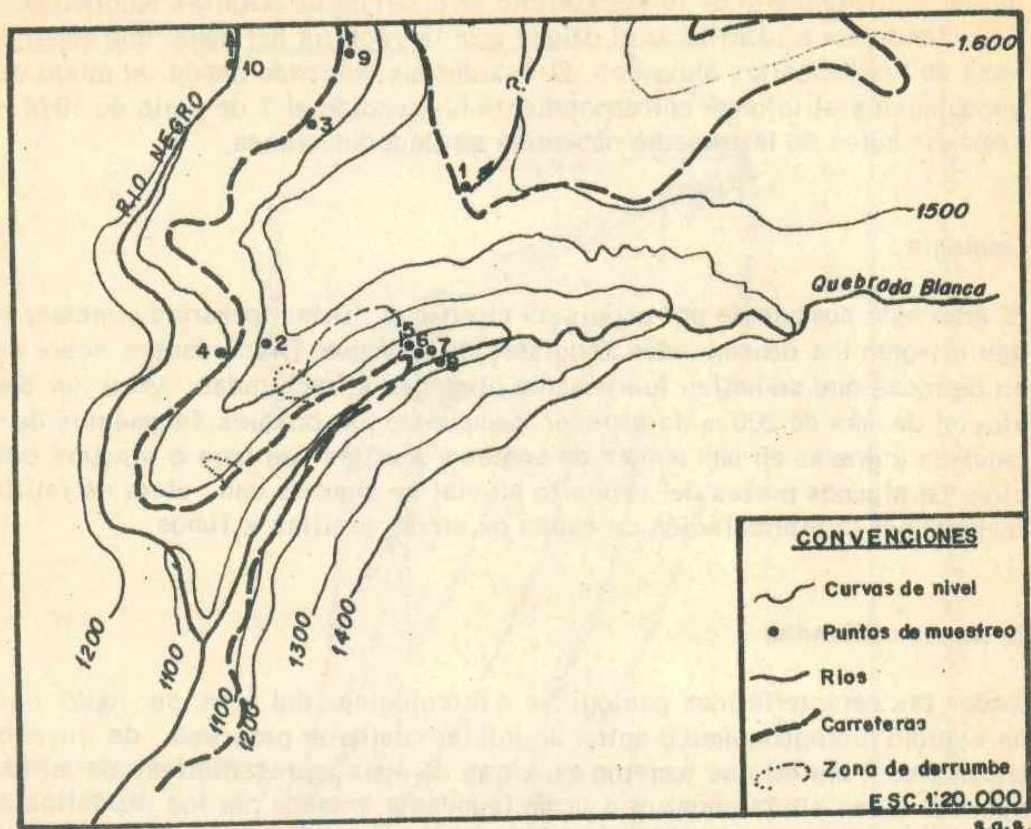 1.600
10
9
R.
3
RIO NEGRO
1
1500
Quebrada Blanca
4
2
5
6
7
8
1200
1100
1100
1200
1300
1400
CONVENCIONES
Curvas de nivel
Puntos de muestreo
Rios
Carreteras
Zona de derrumbe
ESC.1:20.000
s.g.s.